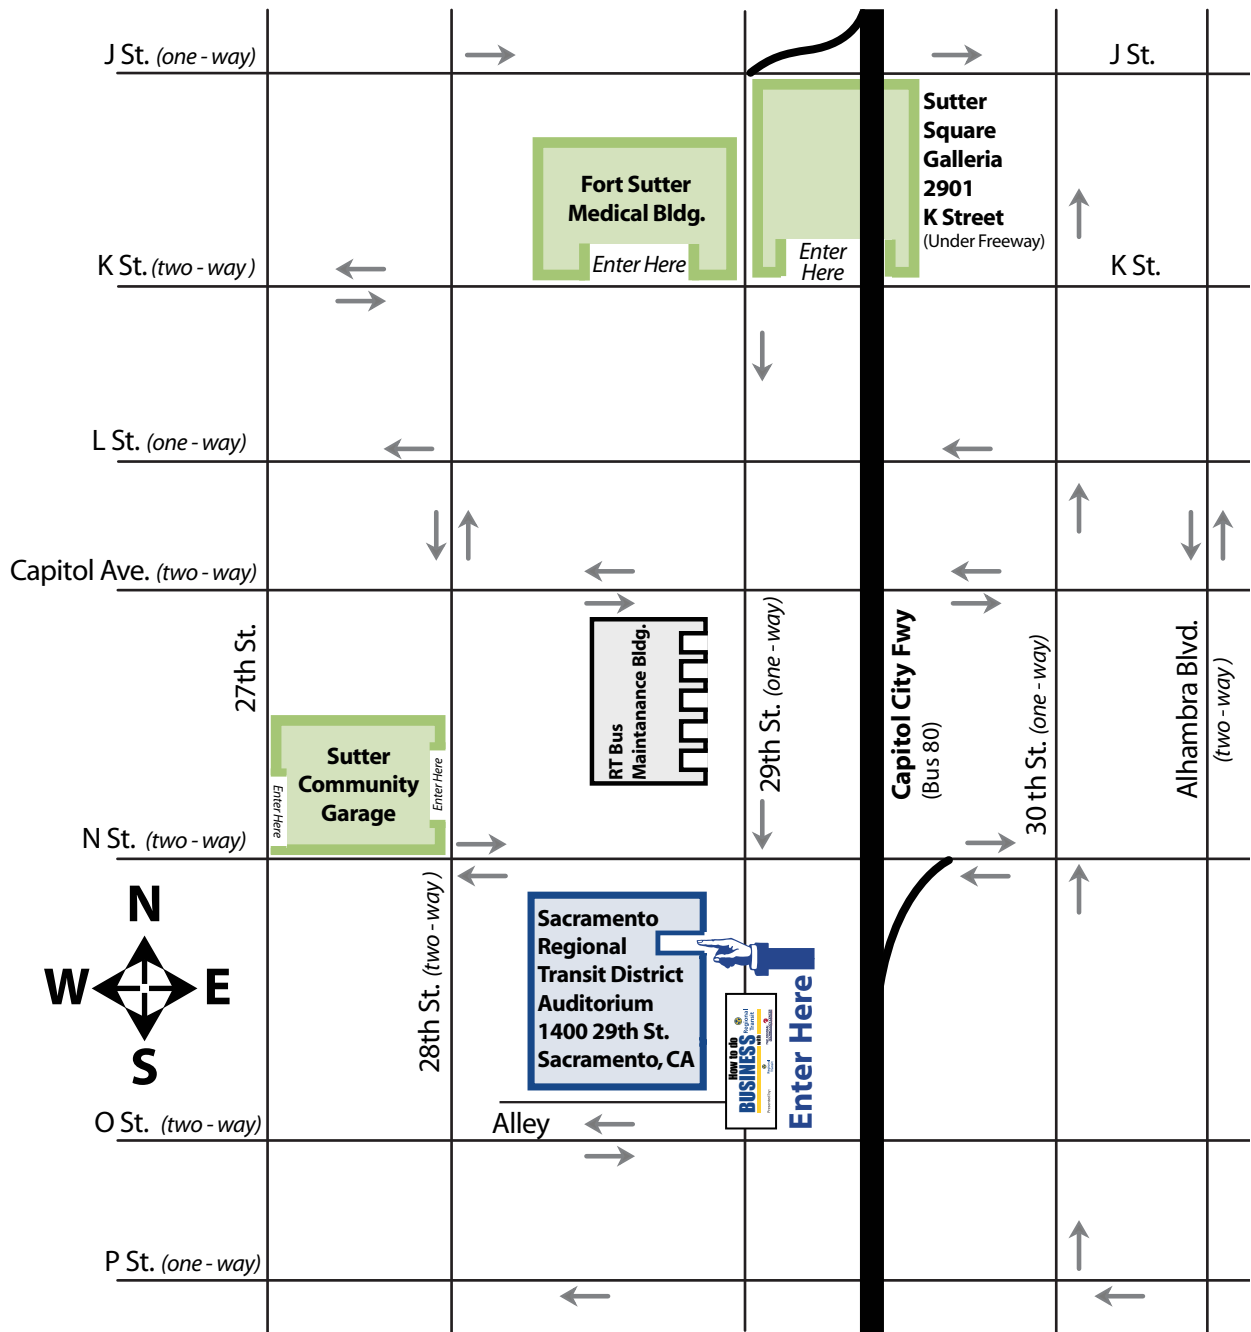 J St. (one - way)
J St.
Sutter
Square
Galleria
2901
K Street
(Under Freeway)
Fort Sutter
Medical Bldg.
Enter Here
Enter
Here
K St. (two - way )
K St.
L St. (one - way)
Capitol Ave. (two - way)
27th St.
RT Bus
Maintanance Bldg.
29th St. (one - way)
Capitol City Fwy
(Bus 80)
30 th St. (one - way)
Alhambra Blvd.
(two - way )
Sutter
Community
Garage
Enter Here
Enter Here
N St. (two - way)
N
W E
S
28th St. (two - way )
Sacramento
Regional
Transit District
Auditorium
1400 29th St.
Sacramento, CA
How to do
BUSINESS
with
Regional
Transit
Enter Here
Alley
O St. (two - way)
P St. (one - way)